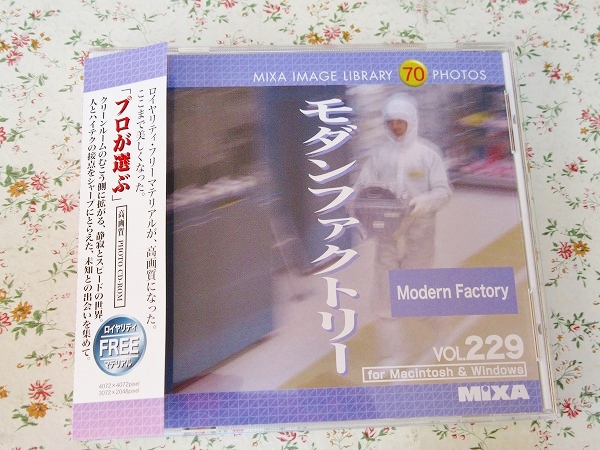 ロイヤリティ・フリーマテリアルが、高画質になった。
ここまで美しくなった。
「プロが選ぶ」
高画質 PHOTO CD-ROM
クリーンルームのむこう側に拡がる、静寂とスピードの世界。
人とハイテクの接点をシャープにとらえた、未知との出会いを集めて
ロイヤリティ
FREE
マテリアル
4072×4072pixel
3072×2048pixel
MIXA IMAGE LIBRARY 70 PHOTOS
モダンファクトリー
Modern Factory
VOL.229
for Macintosh & Windows
MIXA